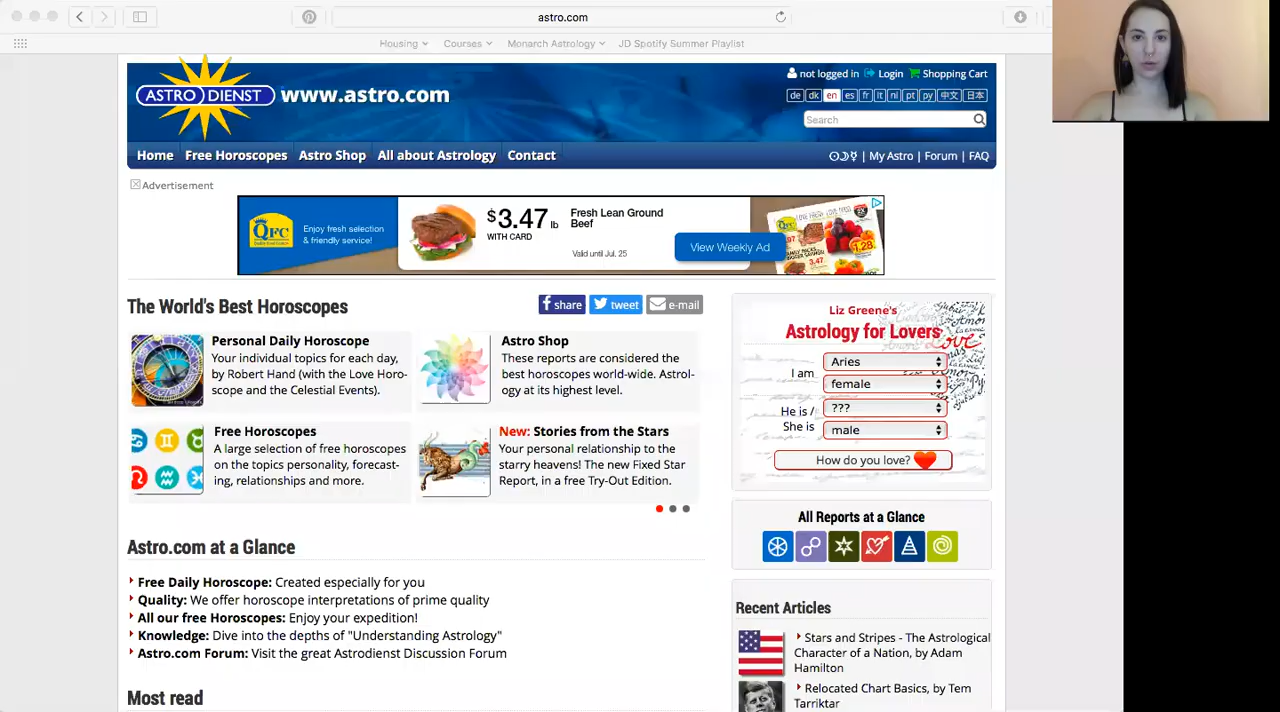 astro.com
Housing
Courses
Monarch Astrology
JD Spotify Summer Playlist
ASTRO DIENST
www.astro.com
not logged in
Login
Shopping Cart
de dk en es fr it nl pt py 中文 日本
Search
Home
Free Horoscopes
Astro Shop
All about Astrology
Contact
| My Astro | Forum | FAQ
Advertisement
QFC
Enjoy fresh selection
& friendly service!
$3.47 lb
WITH CARD
Fresh Lean Ground
Beef
Valid until Jul. 25
View Weekly Ad
The World's Best Horoscopes
share
tweet
e-mail
Personal Daily Horoscope
Your individual topics for each day,
by Robert Hand (with the Love Horo-
scope and the Celestial Events).
Astro Shop
These reports are considered the
best horoscopes world-wide. Astrol-
ogy at its highest level.
Free Horoscopes
A large selection of free horoscopes
on the topics personality, forecast-
ing, relationships and more.
New: Stories from the Stars
Your personal relationship to the
starry heavens! The new Fixed Star
Report, in a free Try-Out Edition.
Liz Greene's
Astrology for Lovers
I am
Aries
female
He is /
She is
???
male
How do you love?
All Reports at a Glance
Astro.com at a Glance
Free Daily Horoscope: Created especially for you
Quality: We offer horoscope interpretations of prime quality
All our free Horoscopes: Enjoy your expedition!
Knowledge: Dive into the depths of "Understanding Astrology"
Astro.com Forum: Visit the great Astrodienst Discussion Forum
Most read
Recent Articles
Stars and Stripes - The Astrological
Character of a Nation, by Adam
Hamilton
Relocated Chart Basics, by Tem
Tarriktar